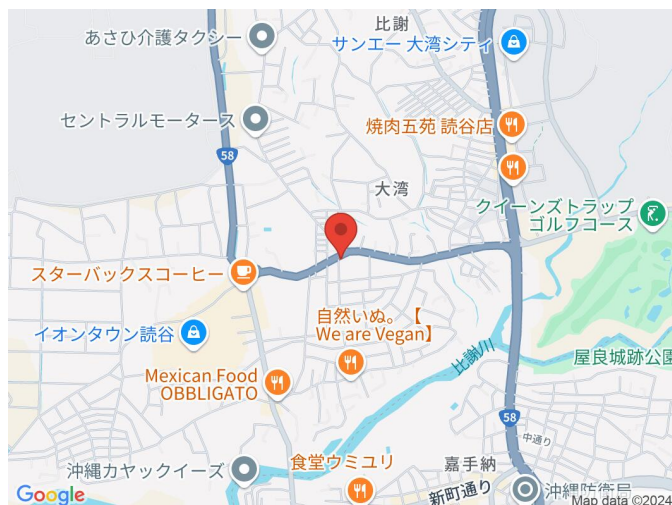 比謝
あさひ介護タクシー
サンエー 大湾シティ
セントラルモータース
焼肉五苑 読谷店
58
大湾
クイーンズトラップ
ゴルフコース
スターバックスコーヒー
自然いぬ。【
We are Vegan】
イオンタウン読谷
比謝川
屋良城跡公園
Mexican Food
OBBLIGATO
58
中通り
沖縄カヤックイーズ
食堂ウミユリ
嘉手納
新町通り
沖縄防衛局
Google
Map data ©2024